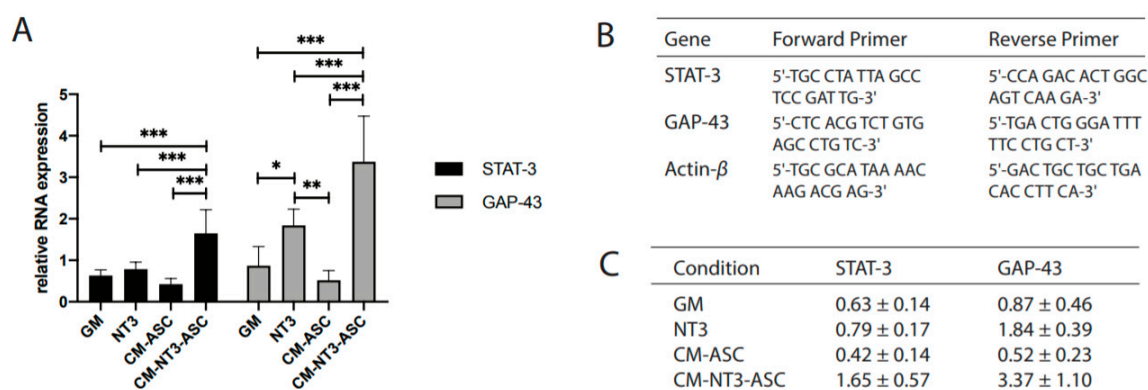 A
***
***
***
***
***
***
*
**
relative RNA expression
5
4
3
2
1
0
GM
NT3
CM-ASC
CM-NT3-ASC
GM
NT3
CM-ASC
CM-NT3-ASC
STAT-3
GAP-43
B
Gene Forward Primer Reverse Primer
STAT-3 5'-TGC CTA TTA GCC 5'-CCA GAC ACT GGC
TCC GAT TG-3' AGT CAA GA-3'
GAP-43 5'-CTC ACG TCT GTG 5'-TGA CTG GGA TTT
AGC CTG TC-3' TTC CTG CT-3'
Actin-β 5'-TGC GCA TAA AAC 5'-GAC TGC TGC TGA
AAG ACG AG-3' CAC CTT CA-3'
C
Condition STAT-3 GAP-43
GM 0.63 ± 0.14 0.87 ± 0.46
NT3 0.79 ± 0.17 1.84 ± 0.39
CM-ASC 0.42 ± 0.14 0.52 ± 0.23
CM-NT3-ASC 1.65 ± 0.57 3.37 ± 1.10